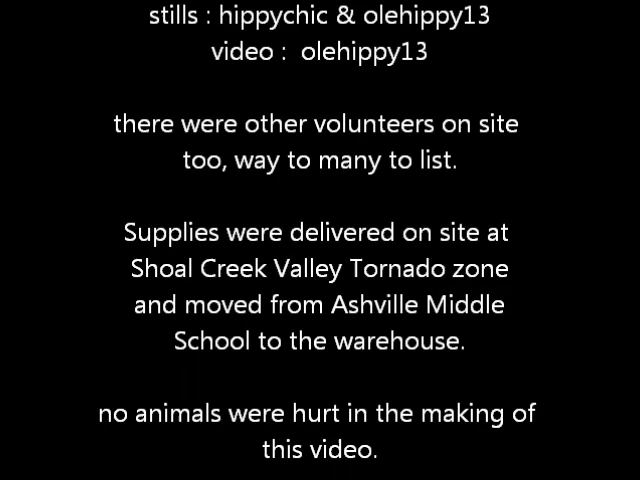 stills : hippychic & olehippy13
video :  olehippy13
there were other volunteers on site
too, way to many to list.
Supplies were delivered on site at
Shoal Creek Valley Tornado zone
and moved from Ashville Middle
School to the warehouse.
no animals were hurt in the making of
this video.